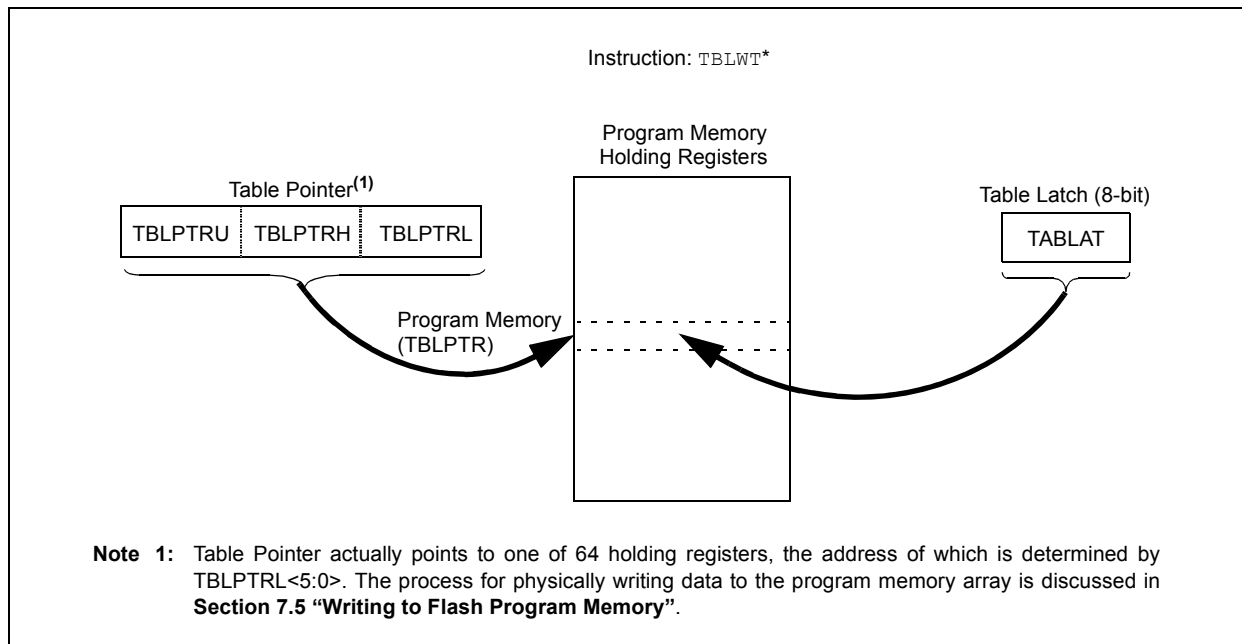 Instruction: TBLWT*
Program Memory
Holding Registers
Table Pointer(1)
Table Latch (8-bit)
TBLPTRU TBLPTRH TBLPTRL
TABLAT
Program Memory
(TBLPTR)
Note 1: Table Pointer actually points to one of 64 holding registers, the address of which is determined by
TBLPTRL<5:0>. The process for physically writing data to the program memory array is discussed in
Section 7.5 “Writing to Flash Program Memory”.